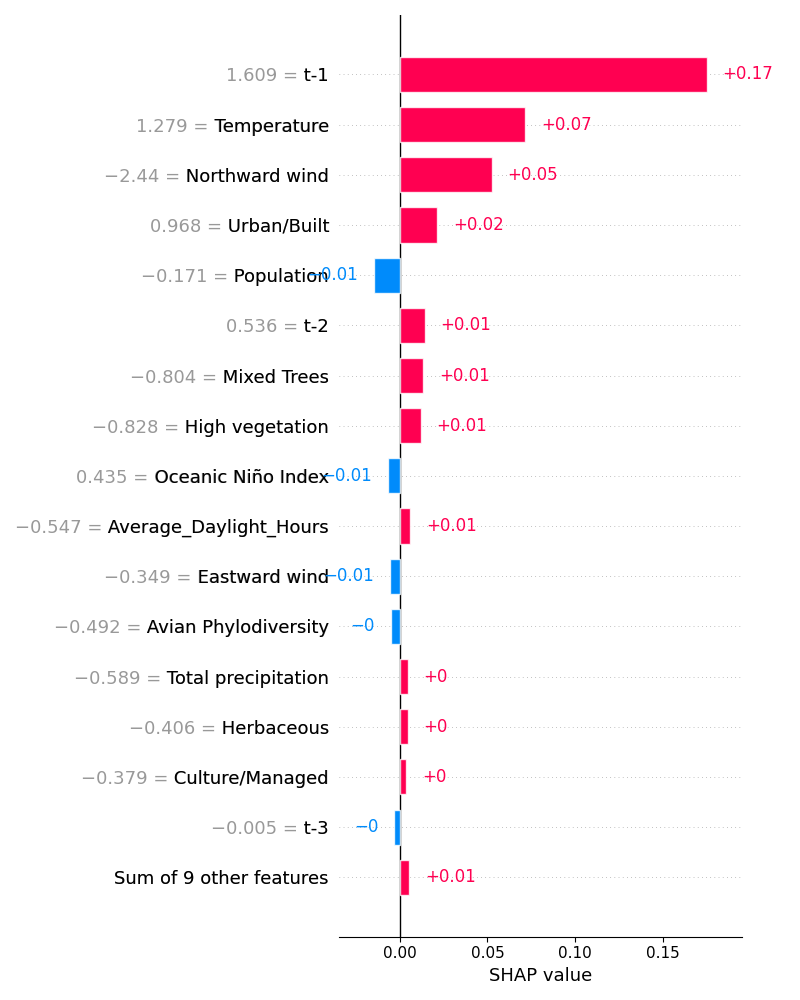 1.609 = t-1 +0.17
1.279 = Temperature +0.07
−2.44 = Northward wind +0.05
0.968 = Urban/Built +0.02
−0.171 = Population −0.01
0.536 = t-2 +0.01
−0.804 = Mixed Trees +0.01
−0.828 = High vegetation +0.01
0.435 = Oceanic Niño Index −0.01
−0.547 = Average_Daylight_Hours +0.01
−0.349 = Eastward wind −0.01
−0.492 = Avian Phylodiversity −0
−0.589 = Total precipitation +0
−0.406 = Herbaceous +0
−0.379 = Culture/Managed +0
−0.005 = t-3 −0
Sum of 9 other features +0.01
0.00 0.05 0.10 0.15
SHAP value